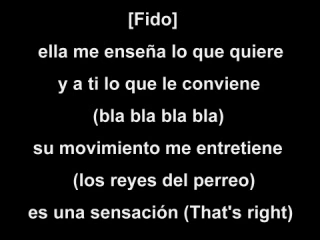 [Fido]
ella me enseña lo que quiere
y a ti lo que le conviene
(bla bla bla bla)
su movimiento me entretiene
(los reyes del perreo)
es una sensación (That's right)